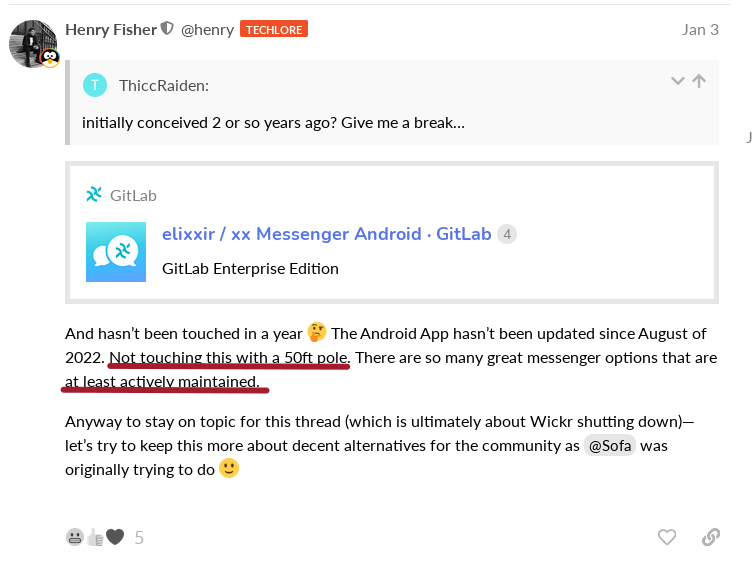 Henry Fisher @henry TECHLORE Jan 3
T ThiccRaiden:
initially conceived 2 or so years ago? Give me a break…
J
GitLab
elixxir / xx Messenger Android · GitLab 4
GitLab Enterprise Edition
And hasn’t been touched in a year 🤔 The Android App hasn’t been updated since August of
2022. Not touching this with a 50ft pole. There are so many great messenger options that are
at least actively maintained.
Anyway to stay on topic for this thread (which is ultimately about Wickr shutting down)—
let’s try to keep this more about decent alternatives for the community as @Sofa was
originally trying to do 🙂
5